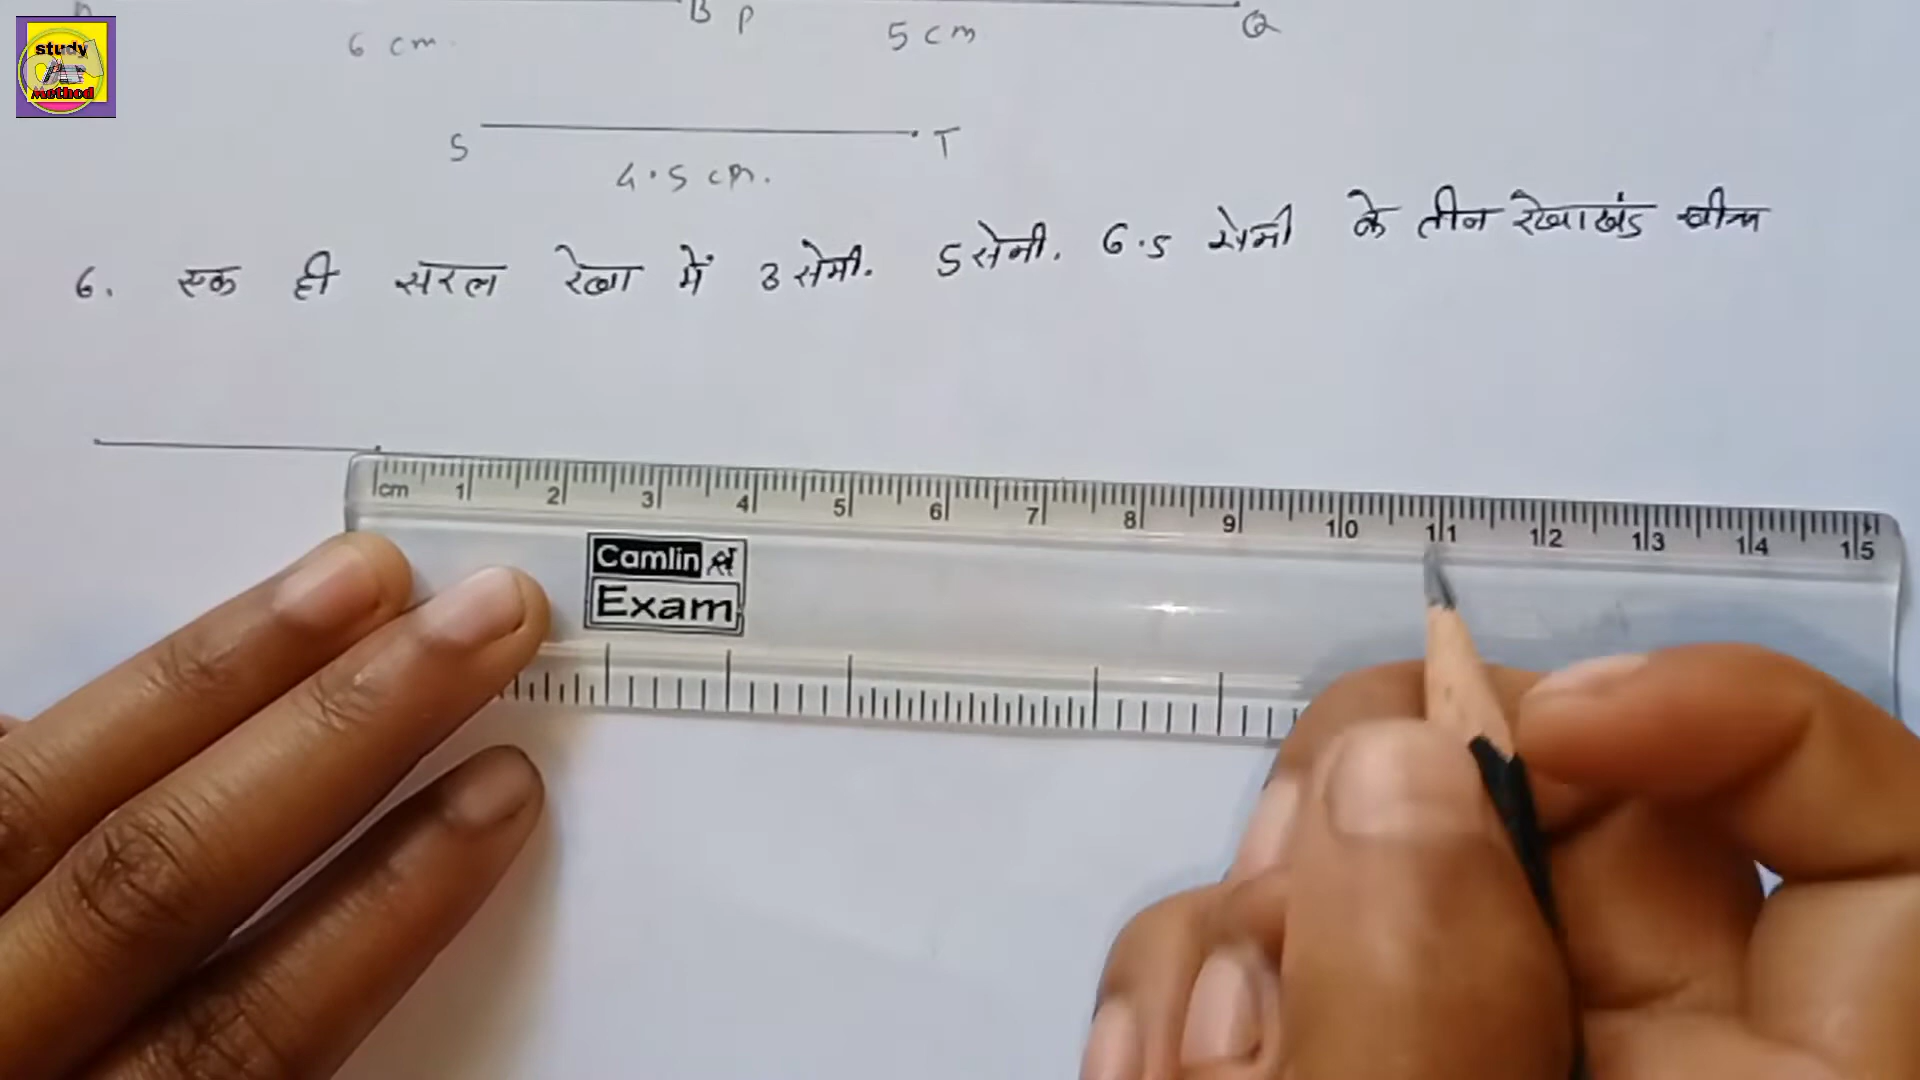 study
Method
B P Q
6 cm. 5 cm
S T
4.5 cm.
6. एक ही सरल रेखा में 3 सेमी. 5 सेमी. 6.5 सेमी के तीन रेखाखंड
cm 1 2 3 4 5 6 7 8 9 10 11 12 13 14 15
Camlin
Exam